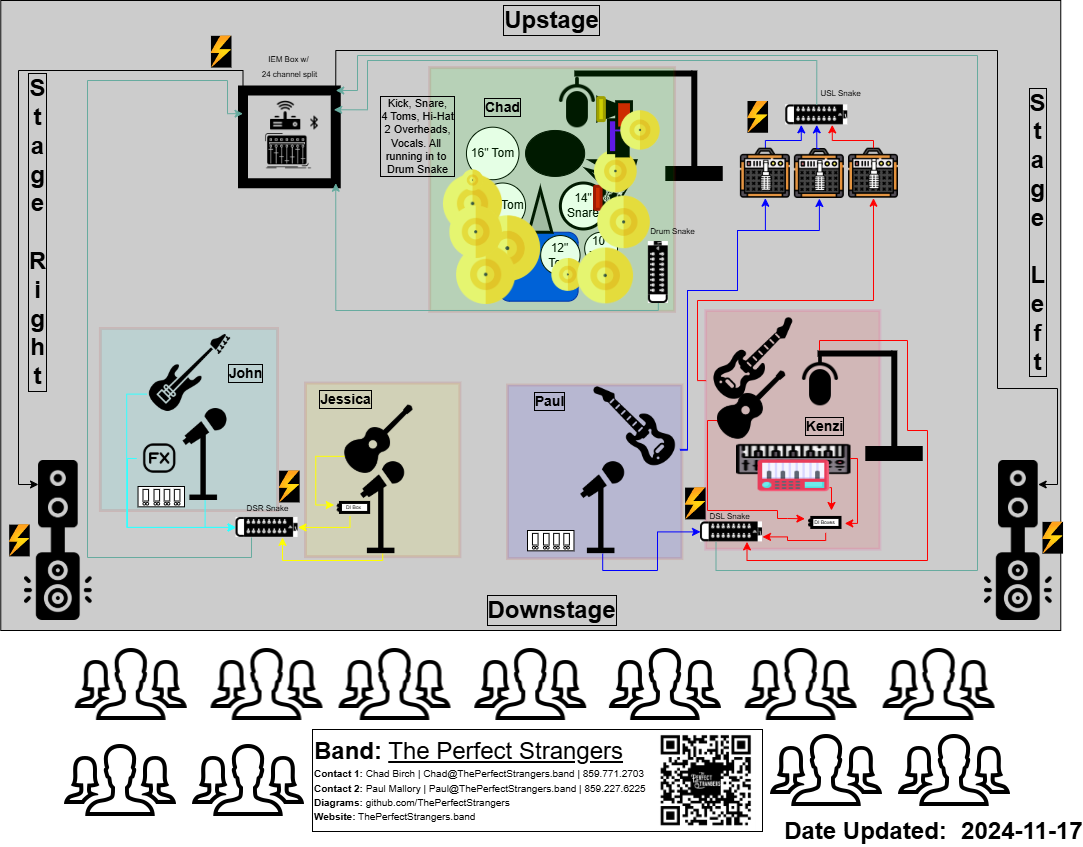 Upstage
IEM Box w/
24 channel split
Stage Right
Stage Left
Kick, Snare,
4 Toms, Hi-Hat
2 Overheads,
Vocals. All
running in to
Drum Snake
Chad
16" Tom
Tom
14"
Snare
12"
10
USL Snake
Drum Snake
John
FX
DSR Snake
Jessica
DI Box
Paul
Kenzi
DSL Snake
DI Boxes
Downstage
Band: The Perfect Strangers
Contact 1: Chad Birch | Chad@ThePerfectStrangers.band | 859.771.2703
Contact 2: Paul Mallory | Paul@ThePerfectStrangers.band | 859.227.6225
Diagrams: github.com/ThePerfectStrangers
Website: ThePerfectStrangers.band
THE PERFECT STRANGERS
Date Updated: 2024-11-17